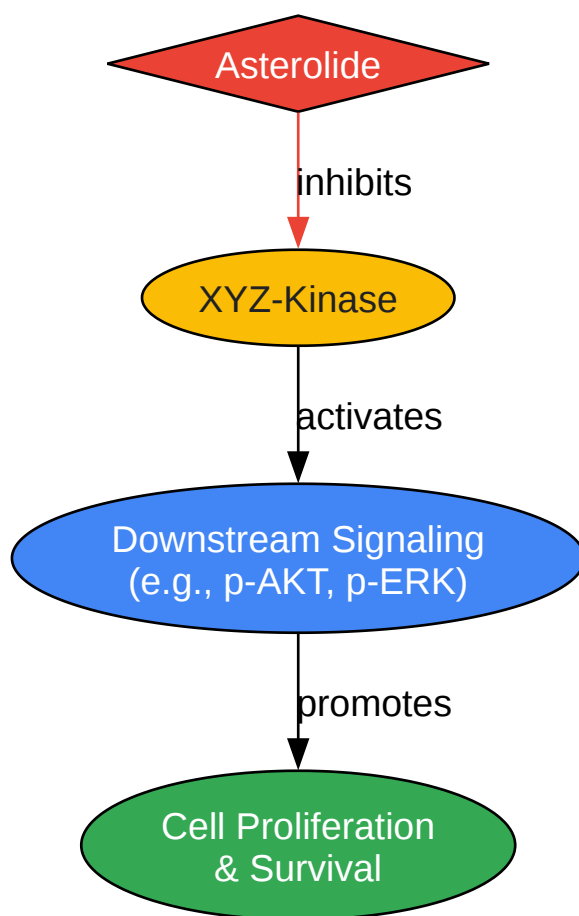 Asterolide
inhibits
XYZ-Kinase
activates
Downstream Signaling
(e.g., p-AKT, p-ERK)
promotes
Cell Proliferation
& Survival